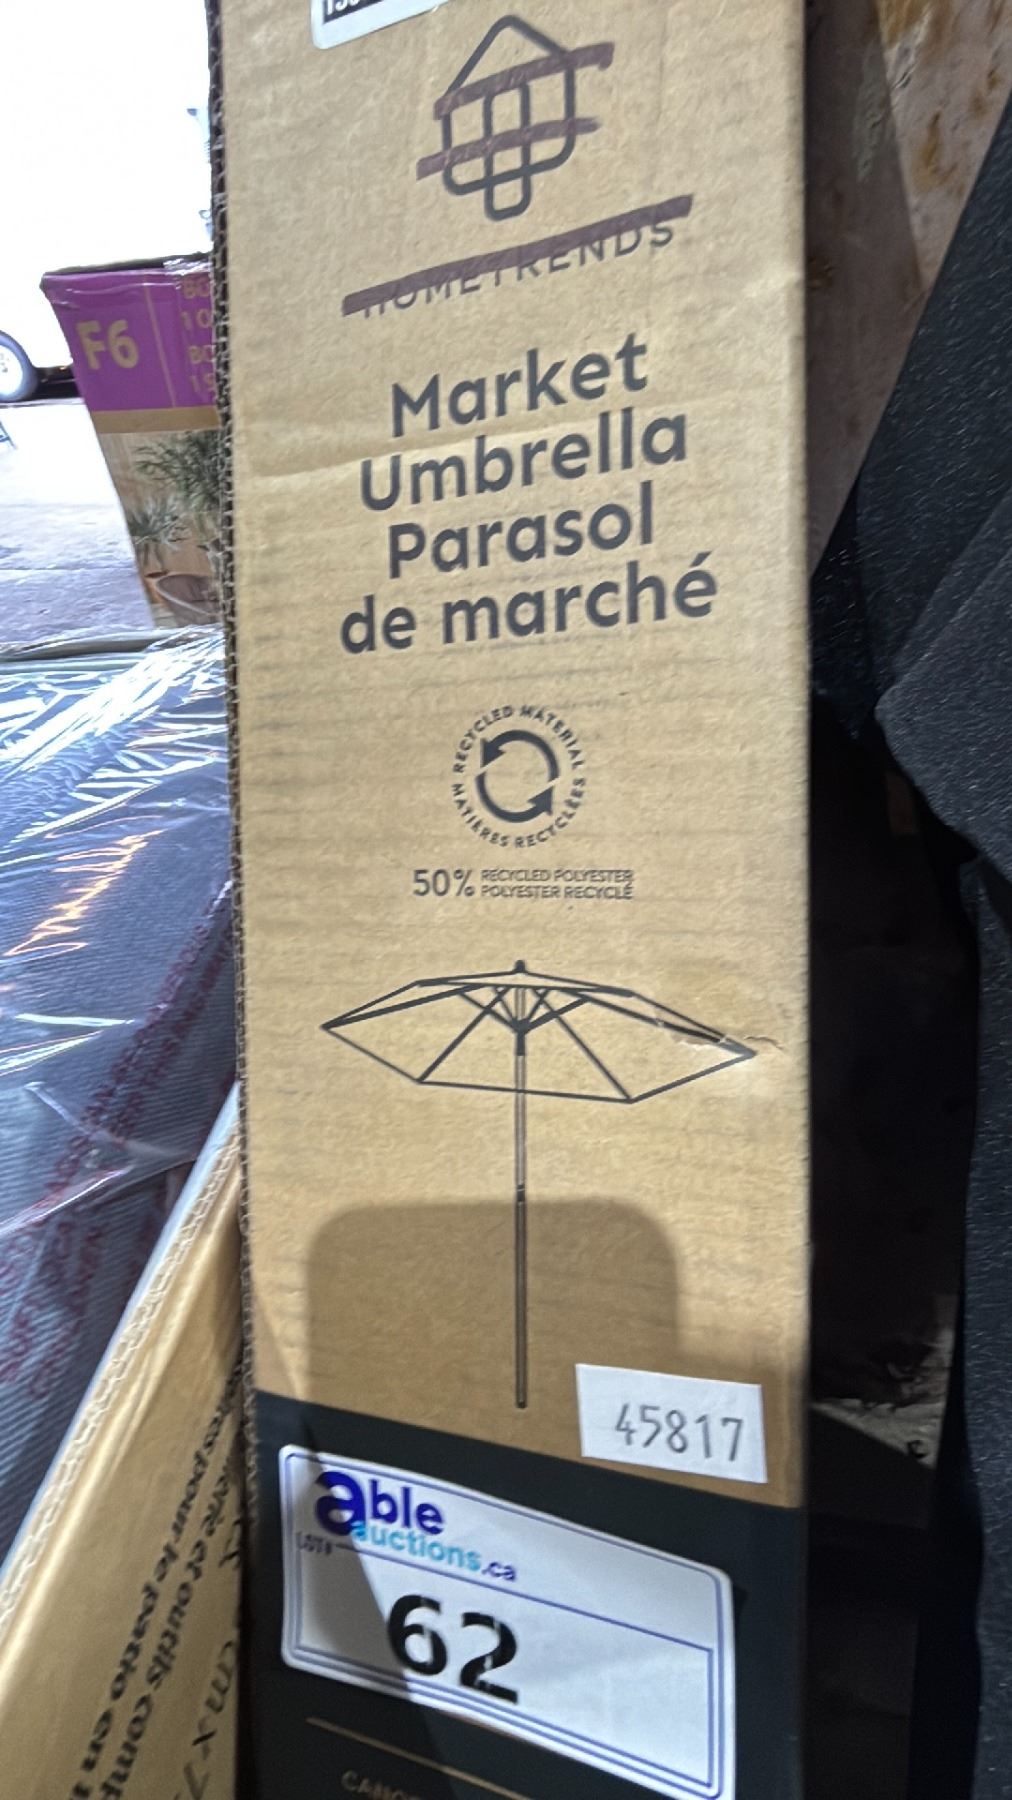 HOMETRENDS
Market
Umbrella
Parasol
de marché
RECYCLED MATERIAL
MATIÈRES RECYCLÉES
50% RECYCLED POLYESTER
POLYESTER RECYCLÉ
45817
able
auctions.ca
LOT#
62
F6